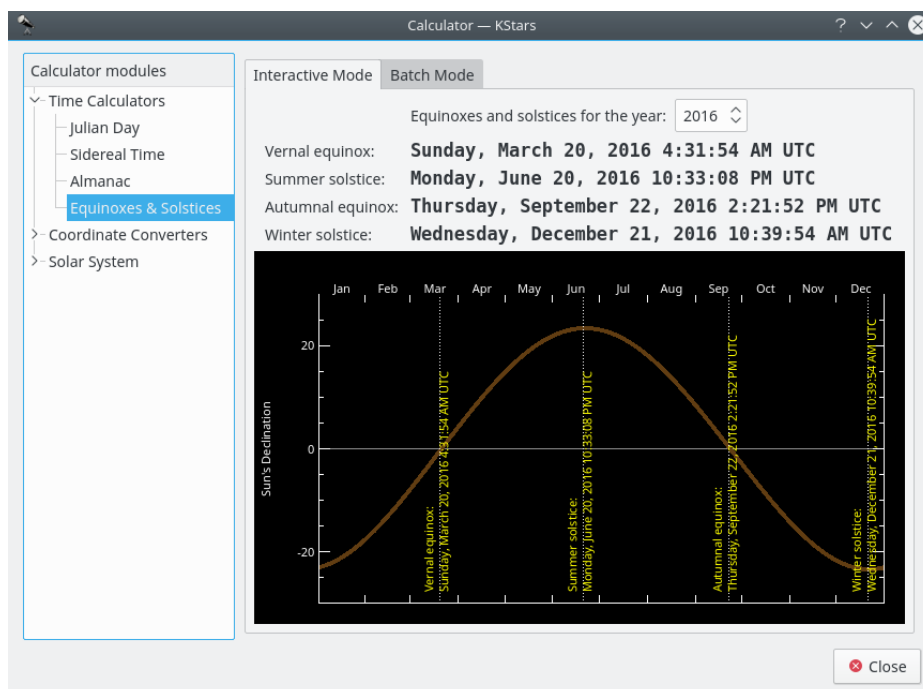 Calculator — KStars
Calculator modules
Time Calculators
Julian Day
Sidereal Time
Almanac
Equinoxes & Solstices
Coordinate Converters
Solar System
Interactive Mode Batch Mode
Equinoxes and solstices for the year: 2016
Vernal equinox: Sunday, March 20, 2016 4:31:54 AM UTC
Summer solstice: Monday, June 20, 2016 10:33:08 PM UTC
Autumnal equinox: Thursday, September 22, 2016 2:21:52 PM UTC
Winter solstice: Wednesday, December 21, 2016 10:39:54 AM UTC
Jan Feb Mar Apr May Jun Jul Aug Sep Oct Nov Dec
20
0
-20
Sun's Declination
Vernal equinox:
Sunday, March 20, 2016 4:31:54 AM UTC
Summer solstice:
Monday, June 20, 2016 10:33:08 PM UTC
Autumnal equinox:
Thursday, September 22, 2016 2:21:52 PM UTC
Winter solstice:
Wednesday, December 21, 2016 10:39:54 AM UTC
Close